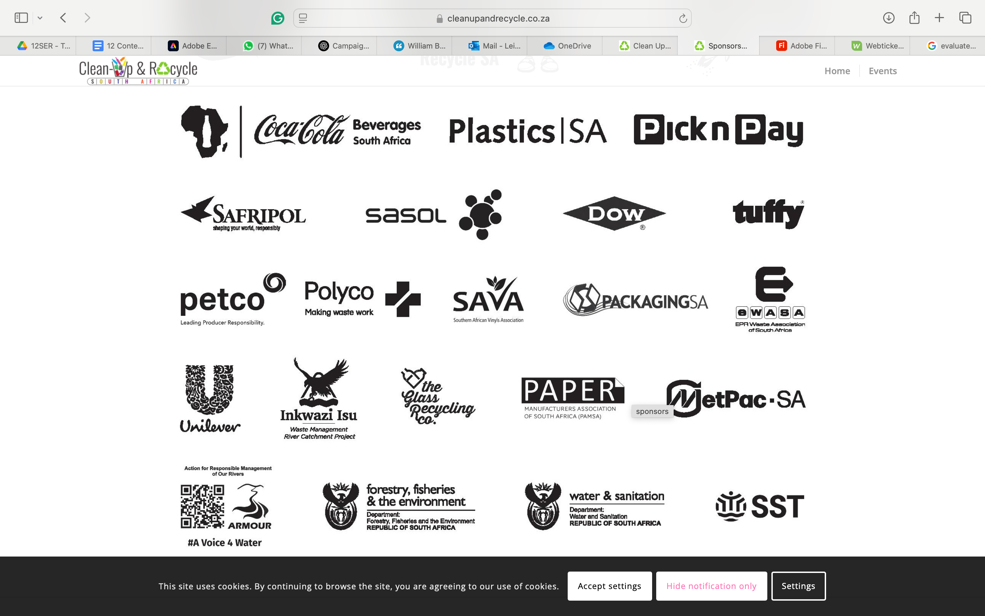 cleanupandrecycle.co.za
12SER - T...
12 Conte...
Adobe E...
(7) What...
Campaig...
William B...
Mail - Lei...
OneDrive
Clean Up...
Sponsors...
Adobe Fi...
Webticke...
evaluate...
Clean-Up & Recycle
SOUTH AFRICA
Recycle SA
Home
Events
Coca-Cola Beverages
South Africa
Plastics|SA
Pick n Pay
SAFRIPOL
shaping your world, responsibly
sasol
DOW
®
tuffy
petco
Leading Producer Responsibility.
Polyco
Making waste work
SAVA
Southern African Vinyls Association
PACKAGINGSA
eWASA
EPR Waste Association
of South Africa
Unilever
Inkwazi Isu
Waste Management
River Catchment Project
the
Glass
Recycling
co.
PAPER
MANUFACTURERS ASSOCIATION
OF SOUTH AFRICA (PAMSA)
sponsors
MetPac·SA
Action for Responsible Management
of Our Rivers
ARMOUR
#A Voice 4 Water
forestry, fisheries
& the environment
Department:
Forestry, Fisheries and the Environment
REPUBLIC OF SOUTH AFRICA
water & sanitation
Department:
Water and Sanitation
REPUBLIC OF SOUTH AFRICA
SST
This site uses cookies. By continuing to browse the site, you are agreeing to our use of cookies.
Accept settings
Hide notification only
Settings